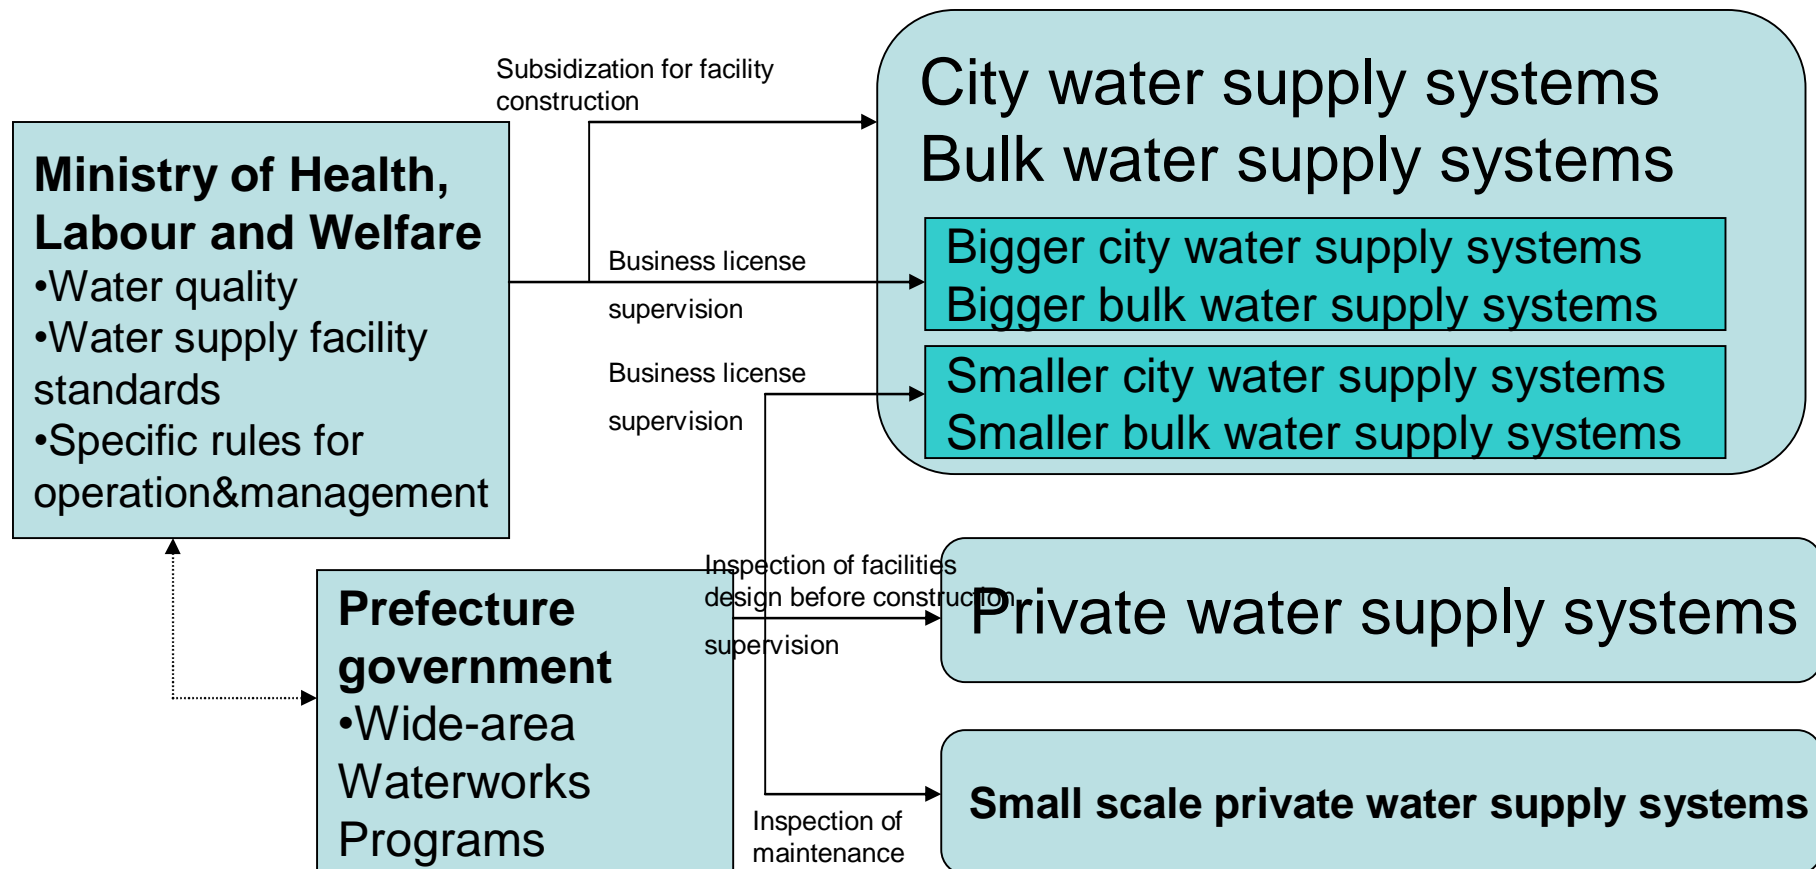 Subsidization for facility
construction
City water supply systems
Bulk water supply systems
Ministry of Health,
Labour and Welfare
•Water quality
•Water supply facility
standards
•Specific rules for
operation&management
Business license
supervision
Bigger city water supply systems
Bigger bulk water supply systems
Business license
supervision
Smaller city water supply systems
Smaller bulk water supply systems
Prefecture
government
•Wide-area
Waterworks
Programs
Inspection of facilities
design before construction
supervision
Private water supply systems
Inspection of
maintenance
Small scale private water supply systems